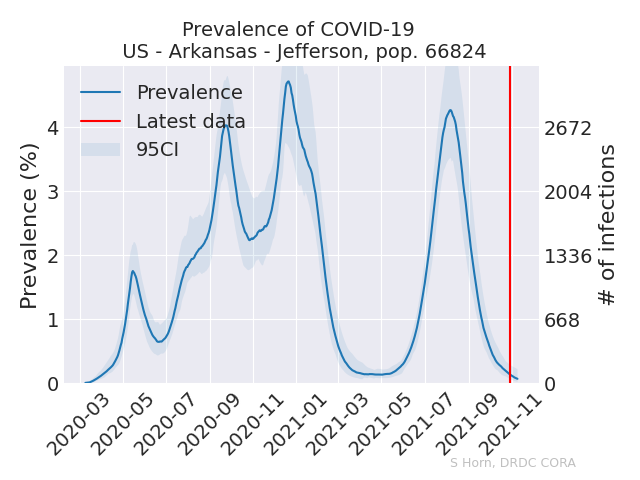 Prevalence of COVID-19
US - Arkansas - Jefferson, pop. 66824
Prevalence
Latest data
95CI
Prevalence (%)
4
3
2
1
0
2672
2004
1336
668
0
# of infections
2020-03
2020-05
2020-07
2020-09
2020-11
2021-01
2021-03
2021-05
2021-07
2021-09
2021-11
S Horn, DRDC CORA